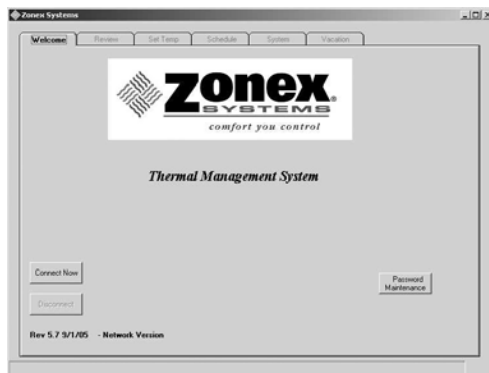 Zonex Systems
Welcome Review Set Temp Schedule System Vacation
ZONEX
SYSTEMS
comfort you control
Thermal Management System
Connect Now
Password
Maintenance
Disconnect
Rev 5.7 9/1/05 - Network Version